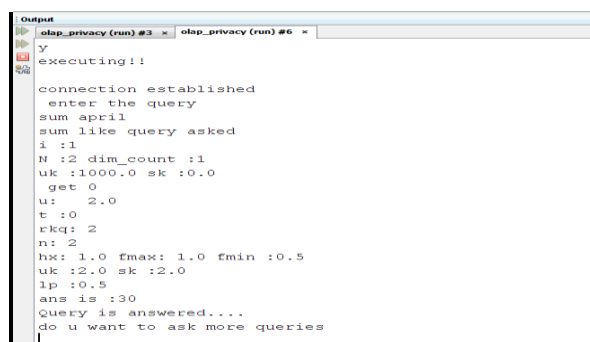 Output
olap_privacy (run) #3 × olap_privacy (run) #6 ×
y
executing!!
connection established
enter the query
sum april
sum like query asked
i :1
N :2 dim_count :1
uk :1000.0 sk :0.0
get 0
u: 2.0
t :0
rkq: 2
n: 2
hx: 1.0 fmax: 1.0 fmin :0.5
uk :2.0 sk :2.0
lp :0.5
ans is :30
Query is answered....
do u want to ask more queries